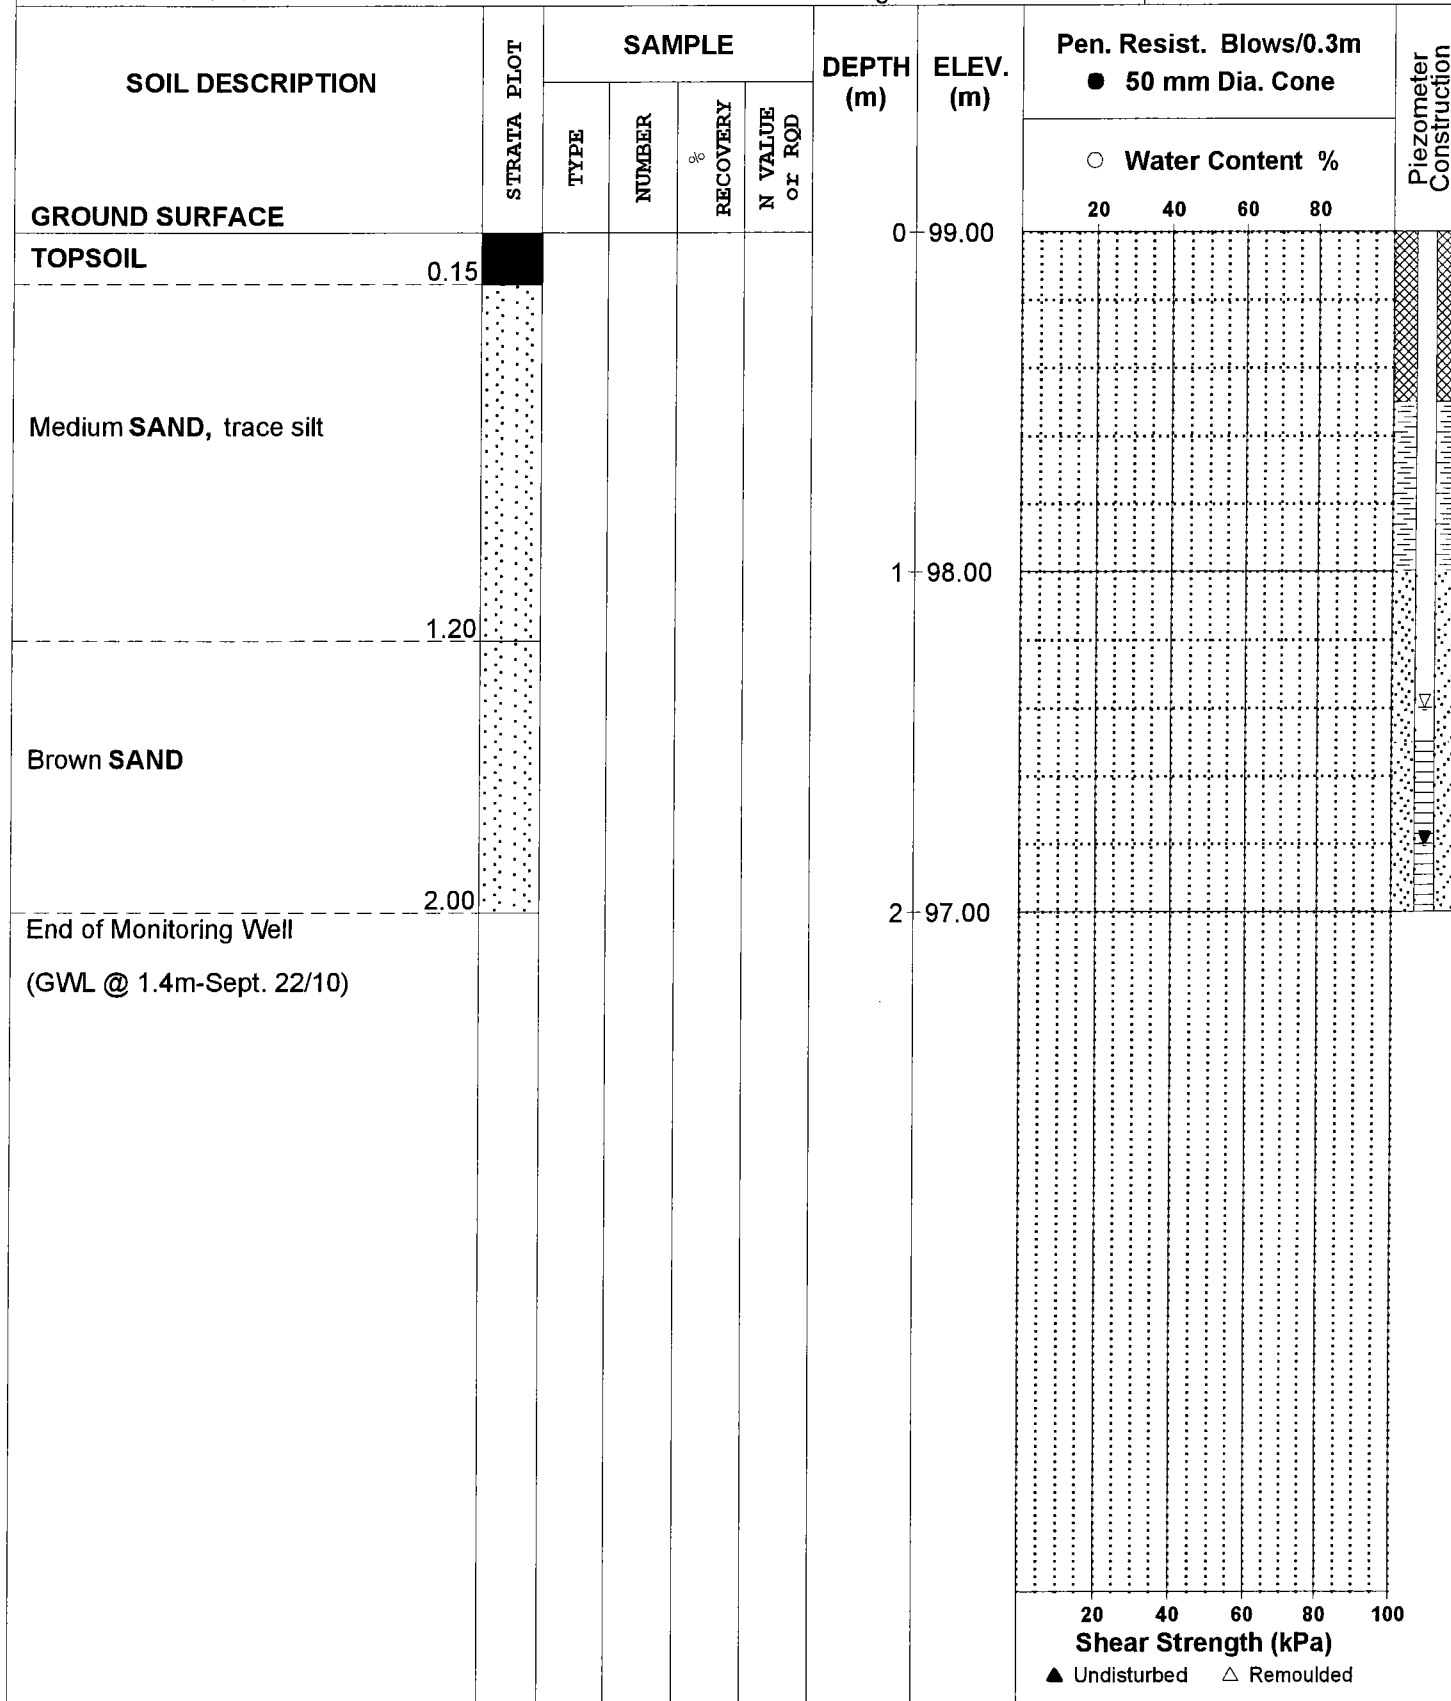 SOIL DESCRIPTION
GROUND SURFACE
STRATA PLOT
SAMPLE
TYPE
NUMBER
% RECOVERY
N VALUE
or RQD
DEPTH
(m)
ELEV.
(m)
Pen. Resist. Blows/0.3m
● 50 mm Dia. Cone
○ Water Content %
20 40 60 80
Piezometer
Construction
0 99.00
TOPSOIL
0.15
Medium SAND, trace silt
1 98.00
1.20
Brown SAND
2.00
2 97.00
End of Monitoring Well
(GWL @ 1.4m-Sept. 22/10)
20 40 60 80 100
Shear Strength (kPa)
▲ Undisturbed △ Remoulded